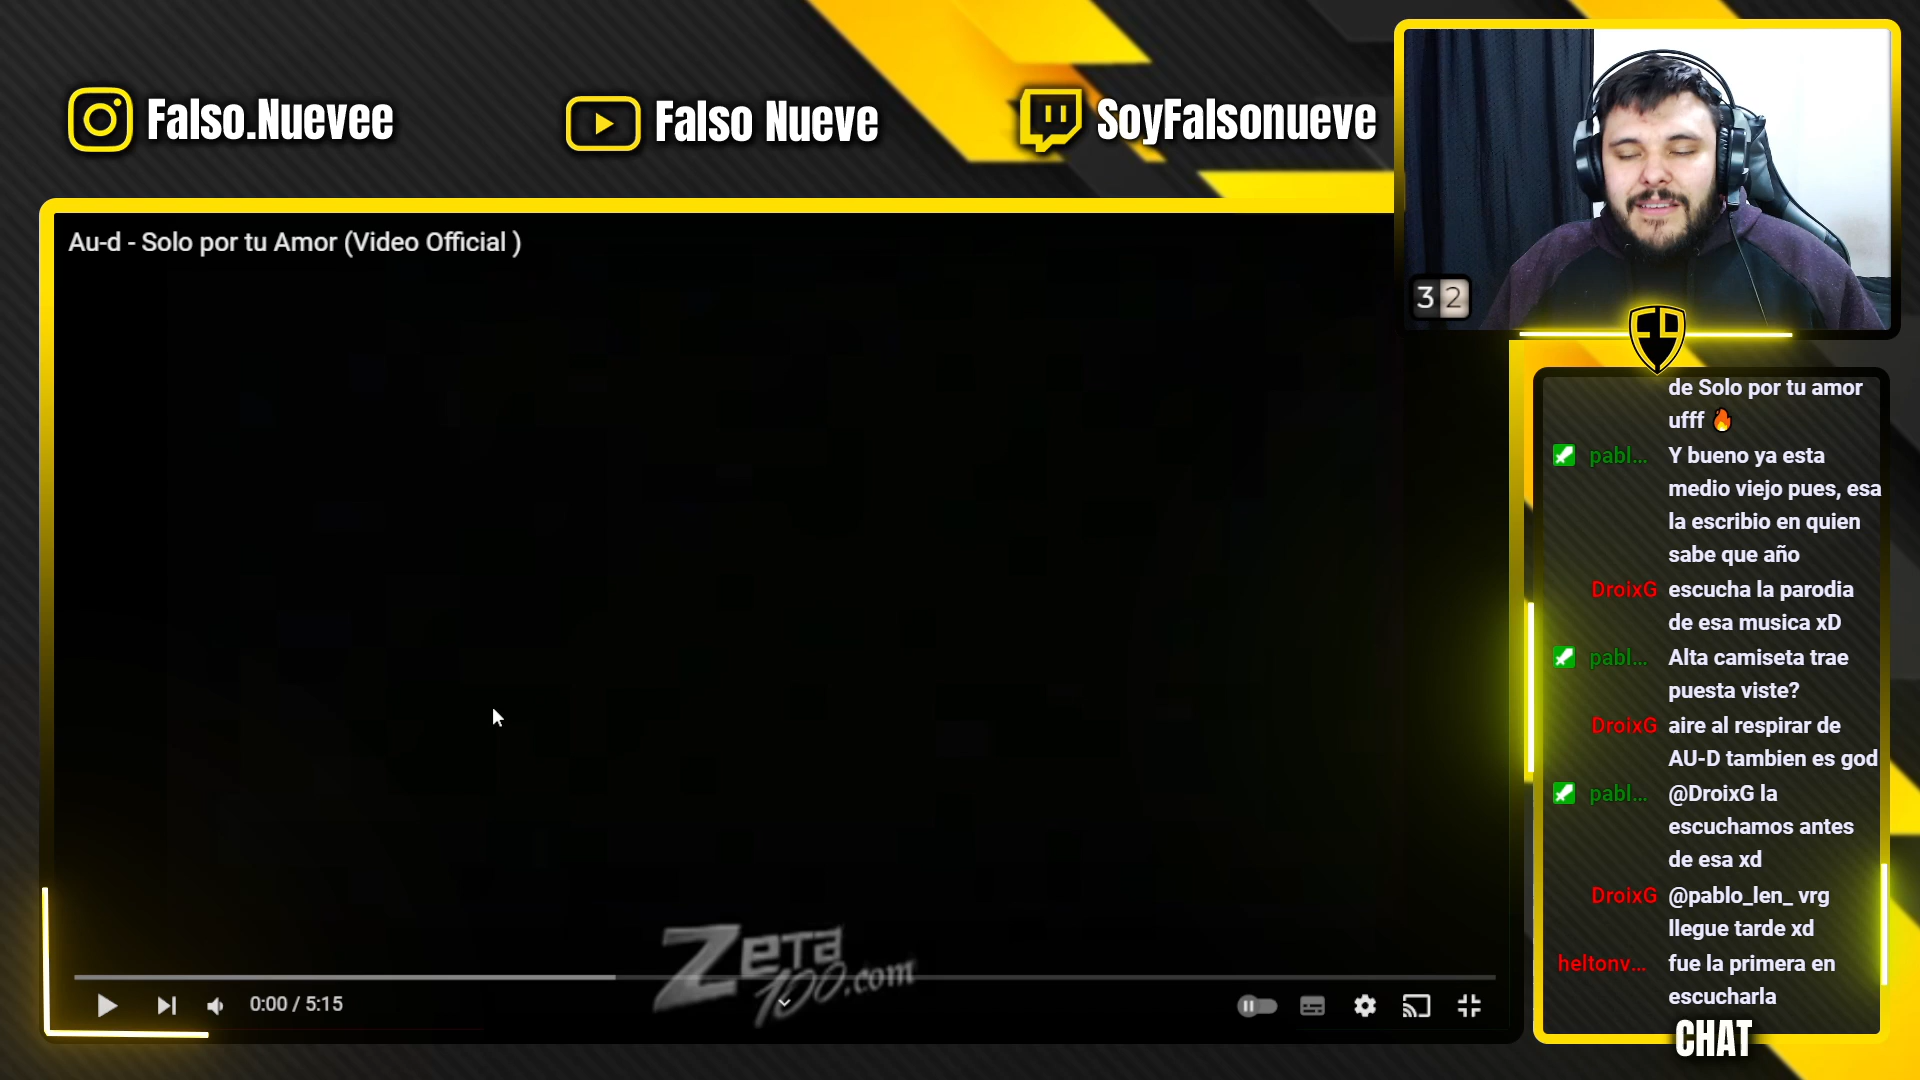 Falso.Nuevee
Falso Nueve
SoyFalsonueve
Au-d - Solo por tu Amor (Video Official )
3 2
de Solo por tu amor
ufff 🔥
pabl... Y bueno ya esta
medio viejo pues, esa
la escribio en quien
sabe que año
DroixG escucha la parodia
de esa musica xD
pabl... Alta camiseta trae
puesta viste?
DroixG aire al respirar de
AU-D tambien es god
pabl... @DroixG la
escuchamos antes
de esa xd
DroixG @pablo_len_ vrg
llegue tarde xd
heltonv... fue la primera en
escucharla
CHAT
Zeta
100.com
0:00 / 5:15